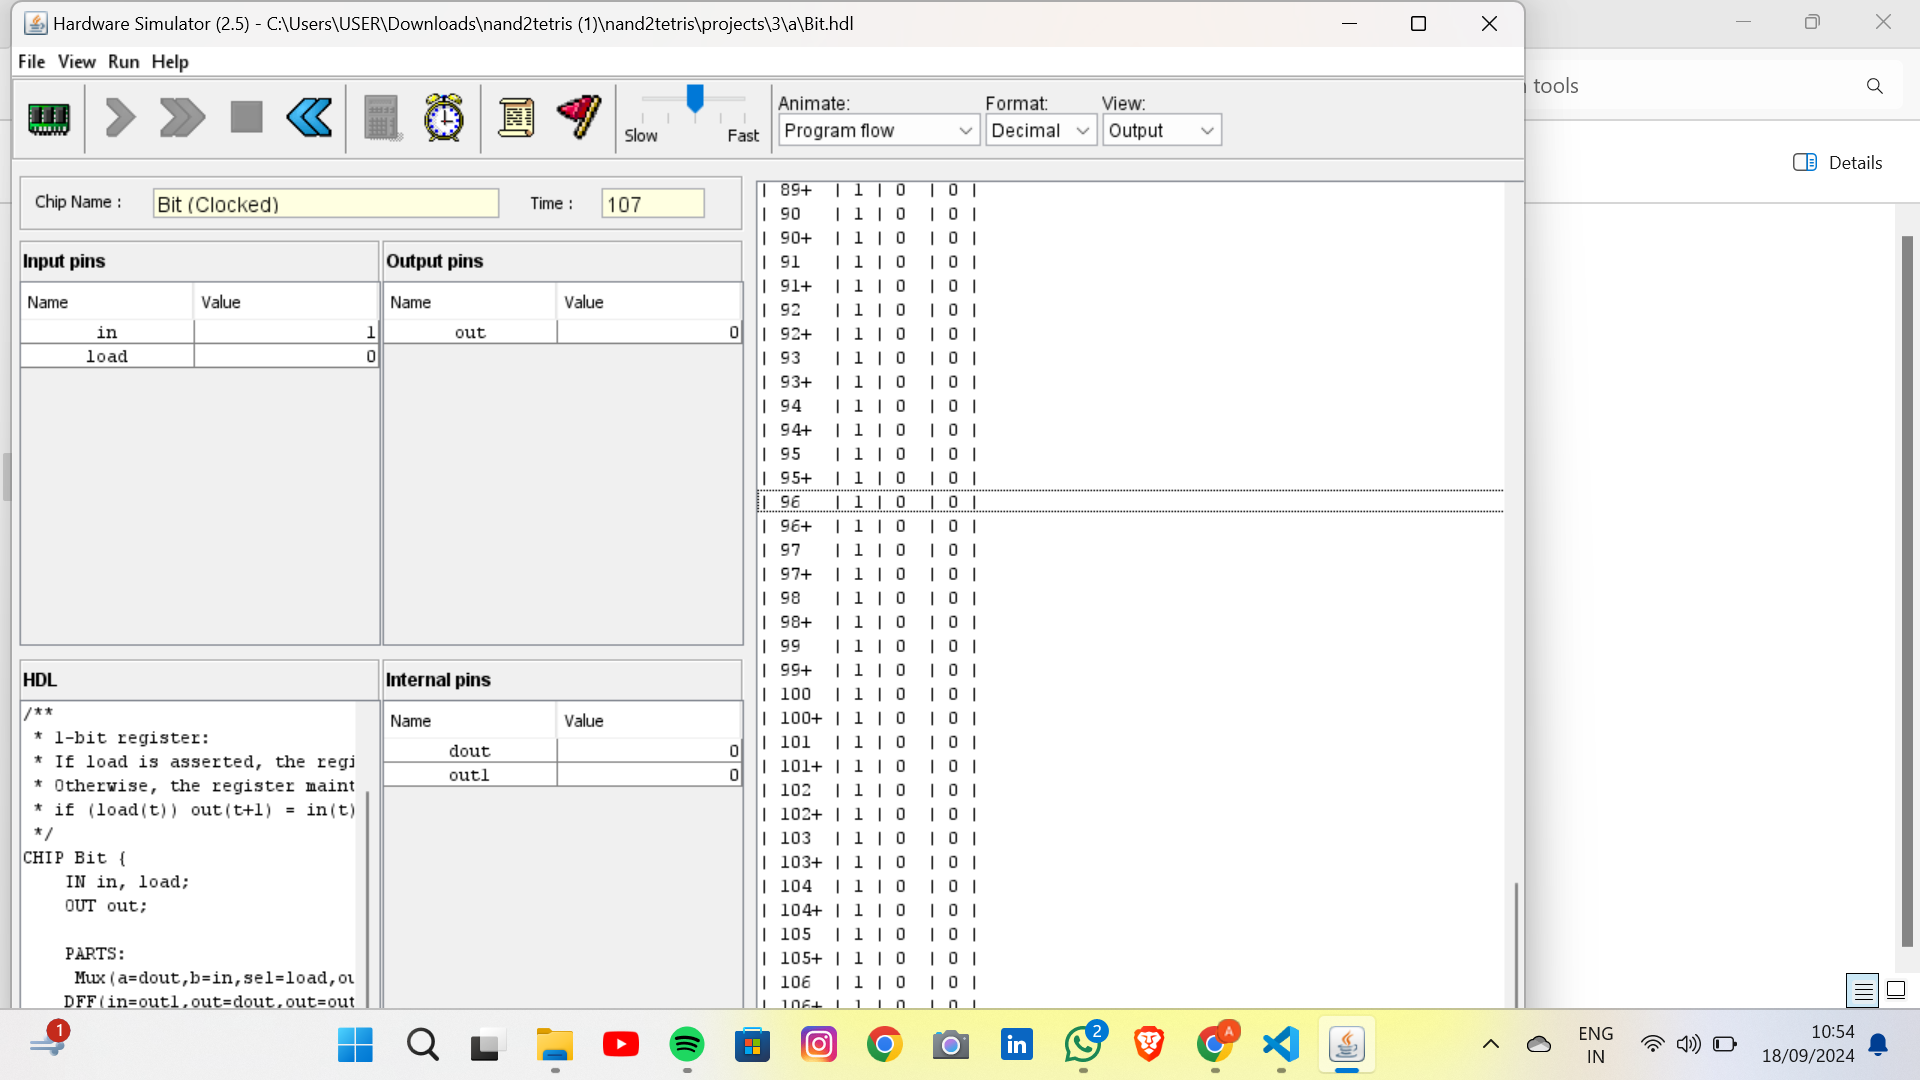 Hardware Simulator (2.5) - C:\Users\USER\Downloads\nand2tetris (1)\nand2tetris\projects\3\a\Bit.hdl
File View Run Help
tools
Slow
Fast
Animate:
Program flow
Format:
Decimal
View:
Output
Details
Chip Name :
Bit (Clocked)
Time :
107
Input pins
Name Value
in 1
load 0
Output pins
Name Value
out 0
HDL
/**
* 1-bit register:
* If load is asserted, the regi
* Otherwise, the register maint
* if (load(t)) out(t+1) = in(t)
*/
CHIP Bit {
IN in, load;
OUT out;
PARTS:
Mux(a=dout,b=in,sel=load,ou
DFF(in=out1,out=dout,out=out
Internal pins
Name Value
dout 0
out1 0
| 89+ | 1 | 0 | 0 |
| 90 | 1 | 0 | 0 |
| 90+ | 1 | 0 | 0 |
| 91 | 1 | 0 | 0 |
| 91+ | 1 | 0 | 0 |
| 92 | 1 | 0 | 0 |
| 92+ | 1 | 0 | 0 |
| 93 | 1 | 0 | 0 |
| 93+ | 1 | 0 | 0 |
| 94 | 1 | 0 | 0 |
| 94+ | 1 | 0 | 0 |
| 95 | 1 | 0 | 0 |
| 95+ | 1 | 0 | 0 |
| 96 | 1 | 0 | 0 |
| 96+ | 1 | 0 | 0 |
| 97 | 1 | 0 | 0 |
| 97+ | 1 | 0 | 0 |
| 98 | 1 | 0 | 0 |
| 98+ | 1 | 0 | 0 |
| 99 | 1 | 0 | 0 |
| 99+ | 1 | 0 | 0 |
| 100 | 1 | 0 | 0 |
| 100+ | 1 | 0 | 0 |
| 101 | 1 | 0 | 0 |
| 101+ | 1 | 0 | 0 |
| 102 | 1 | 0 | 0 |
| 102+ | 1 | 0 | 0 |
| 103 | 1 | 0 | 0 |
| 103+ | 1 | 0 | 0 |
| 104 | 1 | 0 | 0 |
| 104+ | 1 | 0 | 0 |
| 105 | 1 | 0 | 0 |
| 105+ | 1 | 0 | 0 |
| 106 | 1 | 0 | 0 |
| 106+ | 1 | 0 | 0 |
1
in
2
A
ENG
IN
10:54
18/09/2024